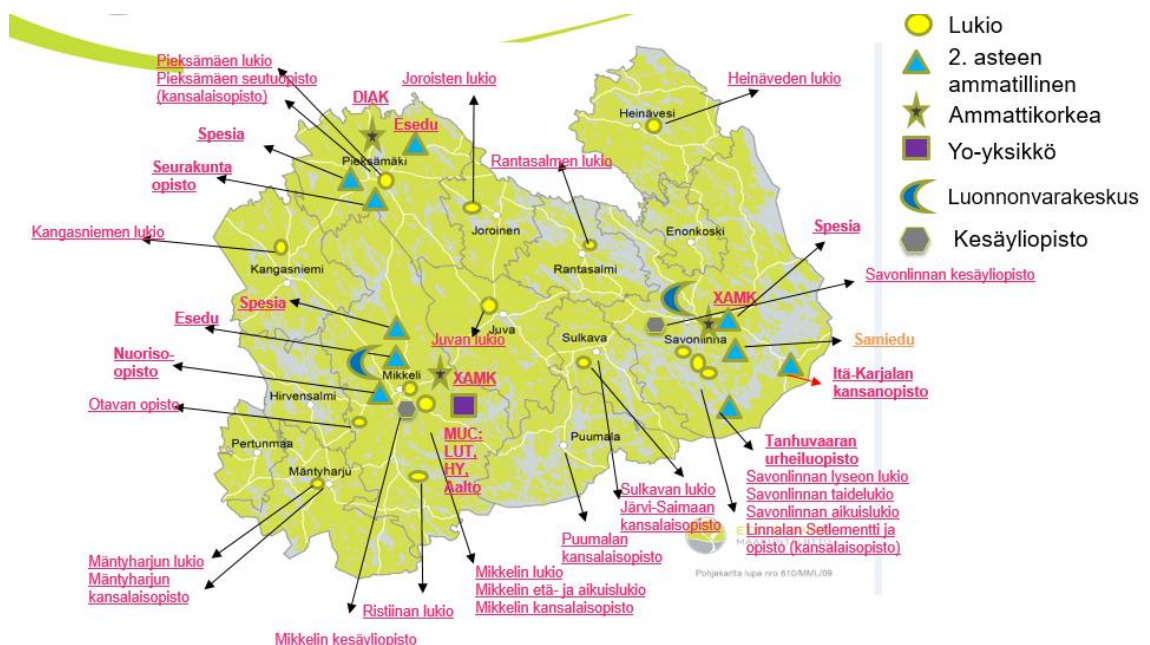 Lukio
2. asteen
ammatillinen
Ammattikorkea
Yo-yksikkö
Luonnonvarakeskus
Kesäyliopisto
Pieksämäen lukio
Pieksämäen seutuopisto
(kansalaisopisto)
Joroisten lukio
Heinäveden lukio
DIAK
Esedu
Heinävesi
Spesia
Pieksämäki
Seurakunta
opisto
Rantasalmen lukio
Joroinen
Enonkoski
Spesia
Kangasniemen lukio
Kangasniemi
Rantasalmi
Savonlinnan kesäyliopisto
Spesia
XAMK
Esedu
Juva
Juvan lukio
Sulkava
Savonlinna
Samiedu
Nuoriso-
opisto
Mikkeli
XAMK
Itä-Karjalan
kansanopisto
Otavan opisto
Hirvensalmi
Pertunmaa
MUC:
LUT,
HY,
Aalto
Puumala
Tanhuvaaran
urheiluopisto
Mäntyharju
Sulkavan lukio
Järvi-Saimaan
kansalaisopisto
Savonlinnan lyseon lukio
Savonlinnan taidelukio
Savonlinnan aikuislukio
Linnalan Setlementti ja
opisto (kansalaisopisto)
Puumalan
kansalaisopisto
Mäntyharjun lukio
Mäntyharjun
kansalaisopisto
Mikkelin lukio
Mikkelin etä- ja aikuislukio
Mikkelin kansalaisopisto
Ristiinan lukio
Mikkelin kesäyliopisto
Pohjakartta lupa nro 610/MML/09